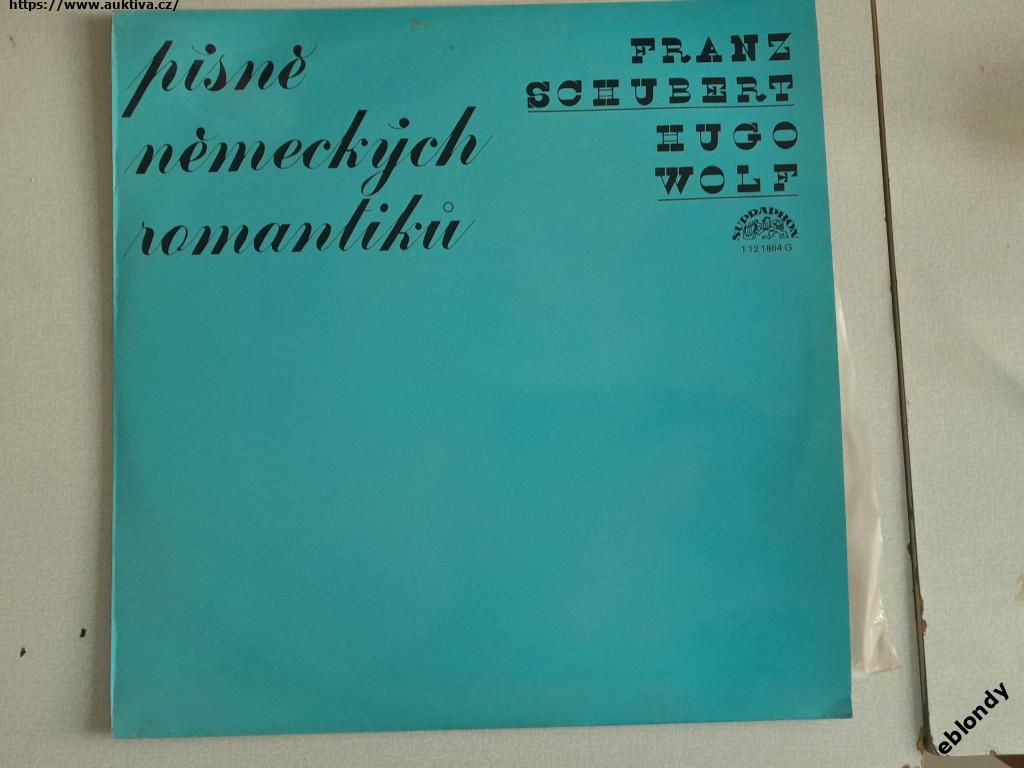 https://www.auktiva.cz/
písně
německých
romantiků
FRANZ
SCHUBERT
HUGO
WOLF
SUPRAPHON
1 12 1864 G
eblondy